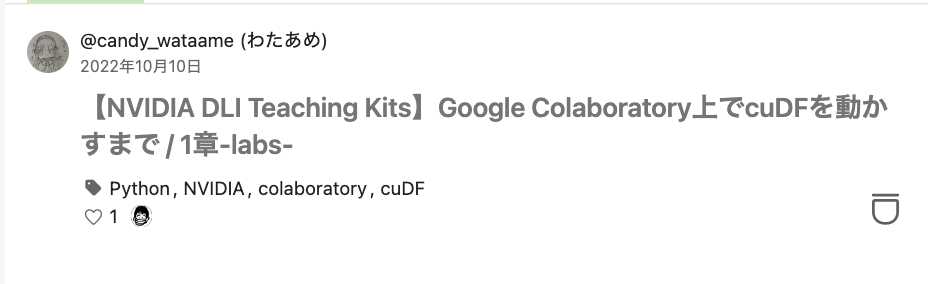 @candy_wataame (わたあめ)
2022年10月10日
【NVIDIA DLI Teaching Kits】Google Colaboratory上でcuDFを動か
すまで / 1章-labs-
Python, NVIDIA, colaboratory, cuDF
1